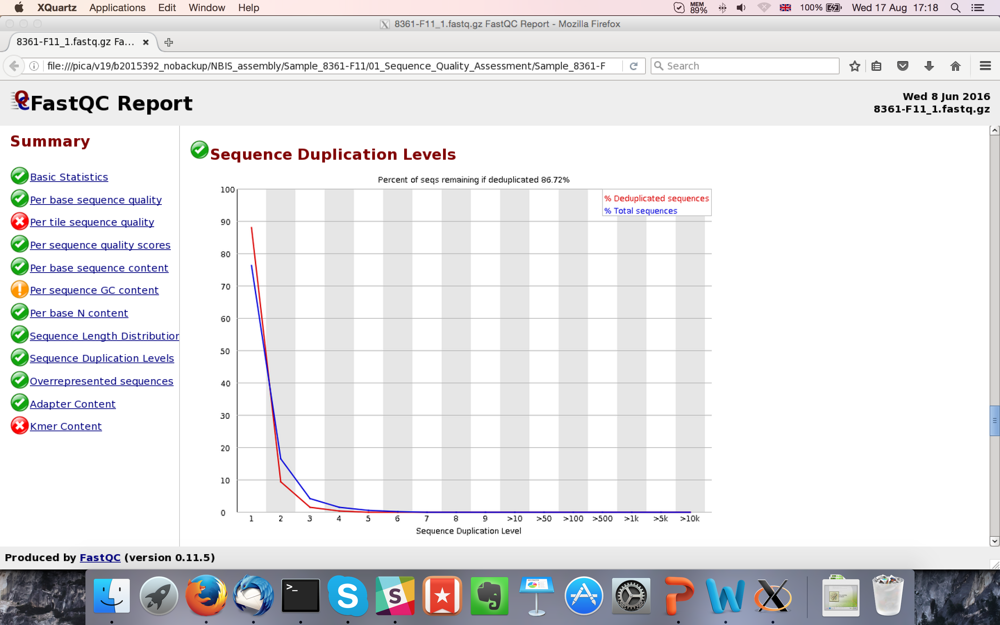 XQuartz Applications Edit Window Help MEM 89% 100% Wed 17 Aug 17:18
8361-F11_1.fastq.gz FastQC Report - Mozilla Firefox
8361-F11_1.fastq.gz Fa...
file:///pica/v19/b2015392_nobackup/NBIS_assembly/Sample_8361-F11/01_Sequence_Quality_Assessment/Sample_8361-F
Search
FastQC Report
Wed 8 Jun 2016
8361-F11_1.fastq.gz
Summary
Basic Statistics
Per base sequence quality
Per tile sequence quality
Per sequence quality scores
Per base sequence content
Per sequence GC content
Per base N content
Sequence Length Distribution
Sequence Duplication Levels
Overrepresented sequences
Adapter Content
Kmer Content
Sequence Duplication Levels
Percent of seqs remaining if deduplicated 86.72%
% Deduplicated sequences
% Total sequences
100
90
80
70
60
50
40
30
20
10
0
1 2 3 4 5 6 7 8 9 >10 >50 >100 >500 >1k >5k >10k
Sequence Duplication Level
Produced by FastQC (version 0.11.5)
KEYNOTE